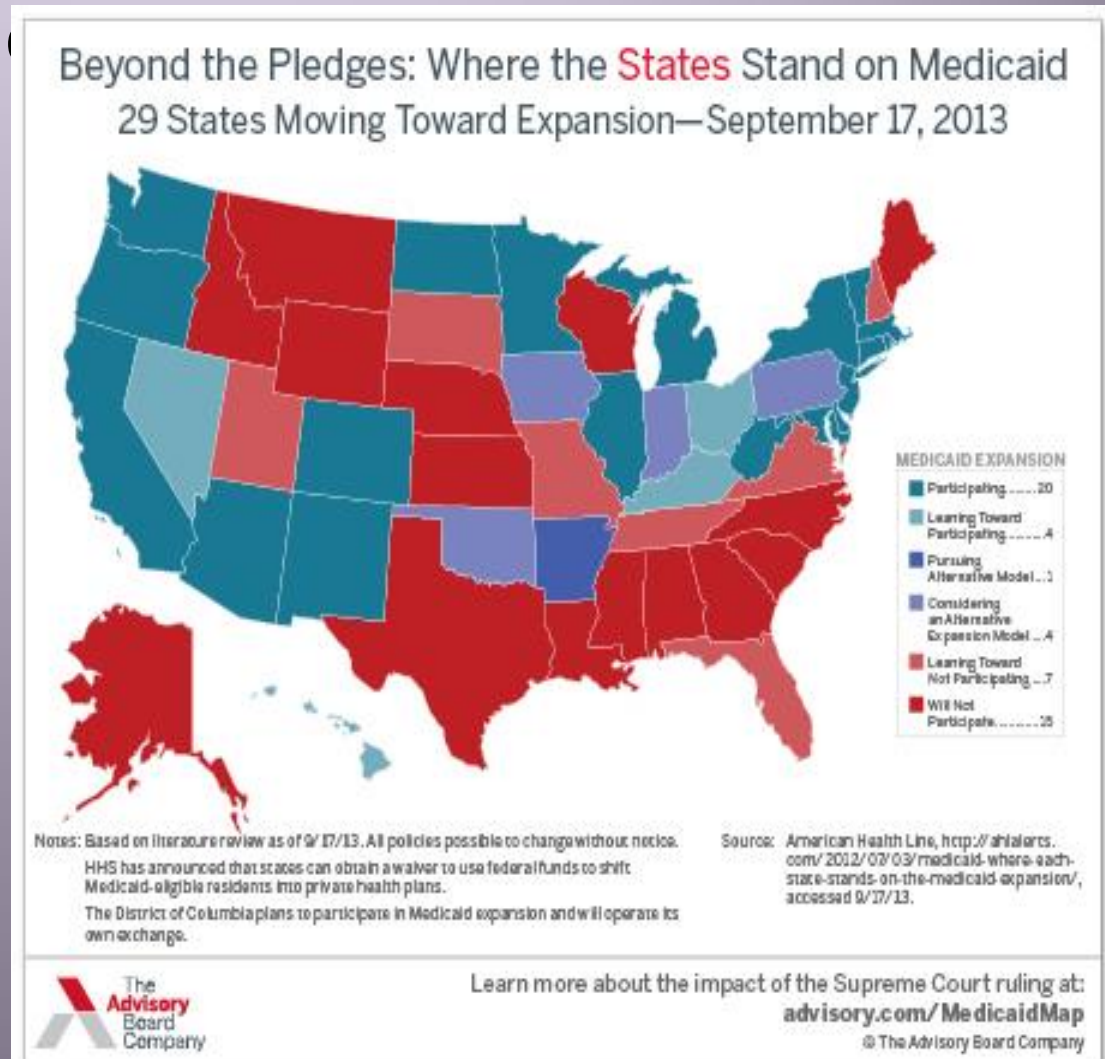 Beyond the Pledges: Where the States Stand on Medicaid
29 States Moving Toward Expansion—September 17, 2013
MEDICAID EXPANSION
Participating.........20
Leaning Toward
Participating..........4
Pursuing
Alternative Model...1
Considering
an Alternative
Expansion Model ...4
Leaning Toward
Not Participating....7
Will Not
Participate...........15
Notes: Based on literature review as of 9/17/13. All policies possible to change without notice.
HHS has announced that states can obtain a waiver to use federal funds to shift
Medicaid-eligible residents into private health plans.
The District of Columbia plans to participate in Medicaid expansion and will operate its
own exchange.
Source: American Health Line, http://ahlalerts.
com/2012/07/03/medicaid-where-each-
state-stands-on-the-medicaid-expansion/,
accessed 9/17/13.
The
Advisory
Board
Company
Learn more about the impact of the Supreme Court ruling at:
advisory.com/MedicaidMap
© The Advisory Board Company